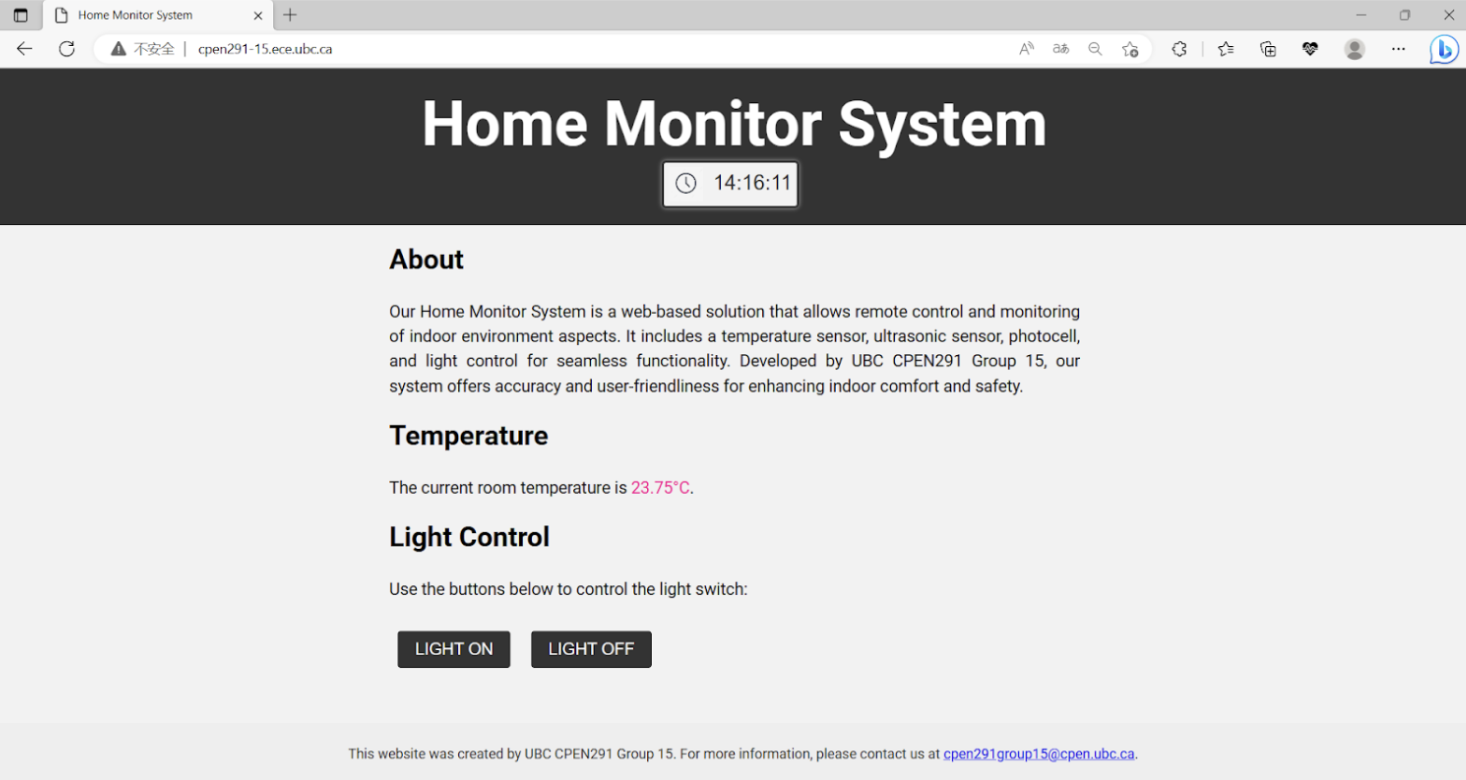 Home Monitor System
不安全 | cpen291-15.ece.ubc.ca
Home Monitor System
14:16:11
About
Our Home Monitor System is a web-based solution that allows remote control and monitoring
of indoor environment aspects. It includes a temperature sensor, ultrasonic sensor, photocell,
and light control for seamless functionality. Developed by UBC CPEN291 Group 15, our
system offers accuracy and user-friendliness for enhancing indoor comfort and safety.
Temperature
The current room temperature is 23.75°C.
Light Control
Use the buttons below to control the light switch:
LIGHT ON LIGHT OFF
This website was created by UBC CPEN291 Group 15. For more information, please contact us at cpen291group15@cpen.ubc.ca.